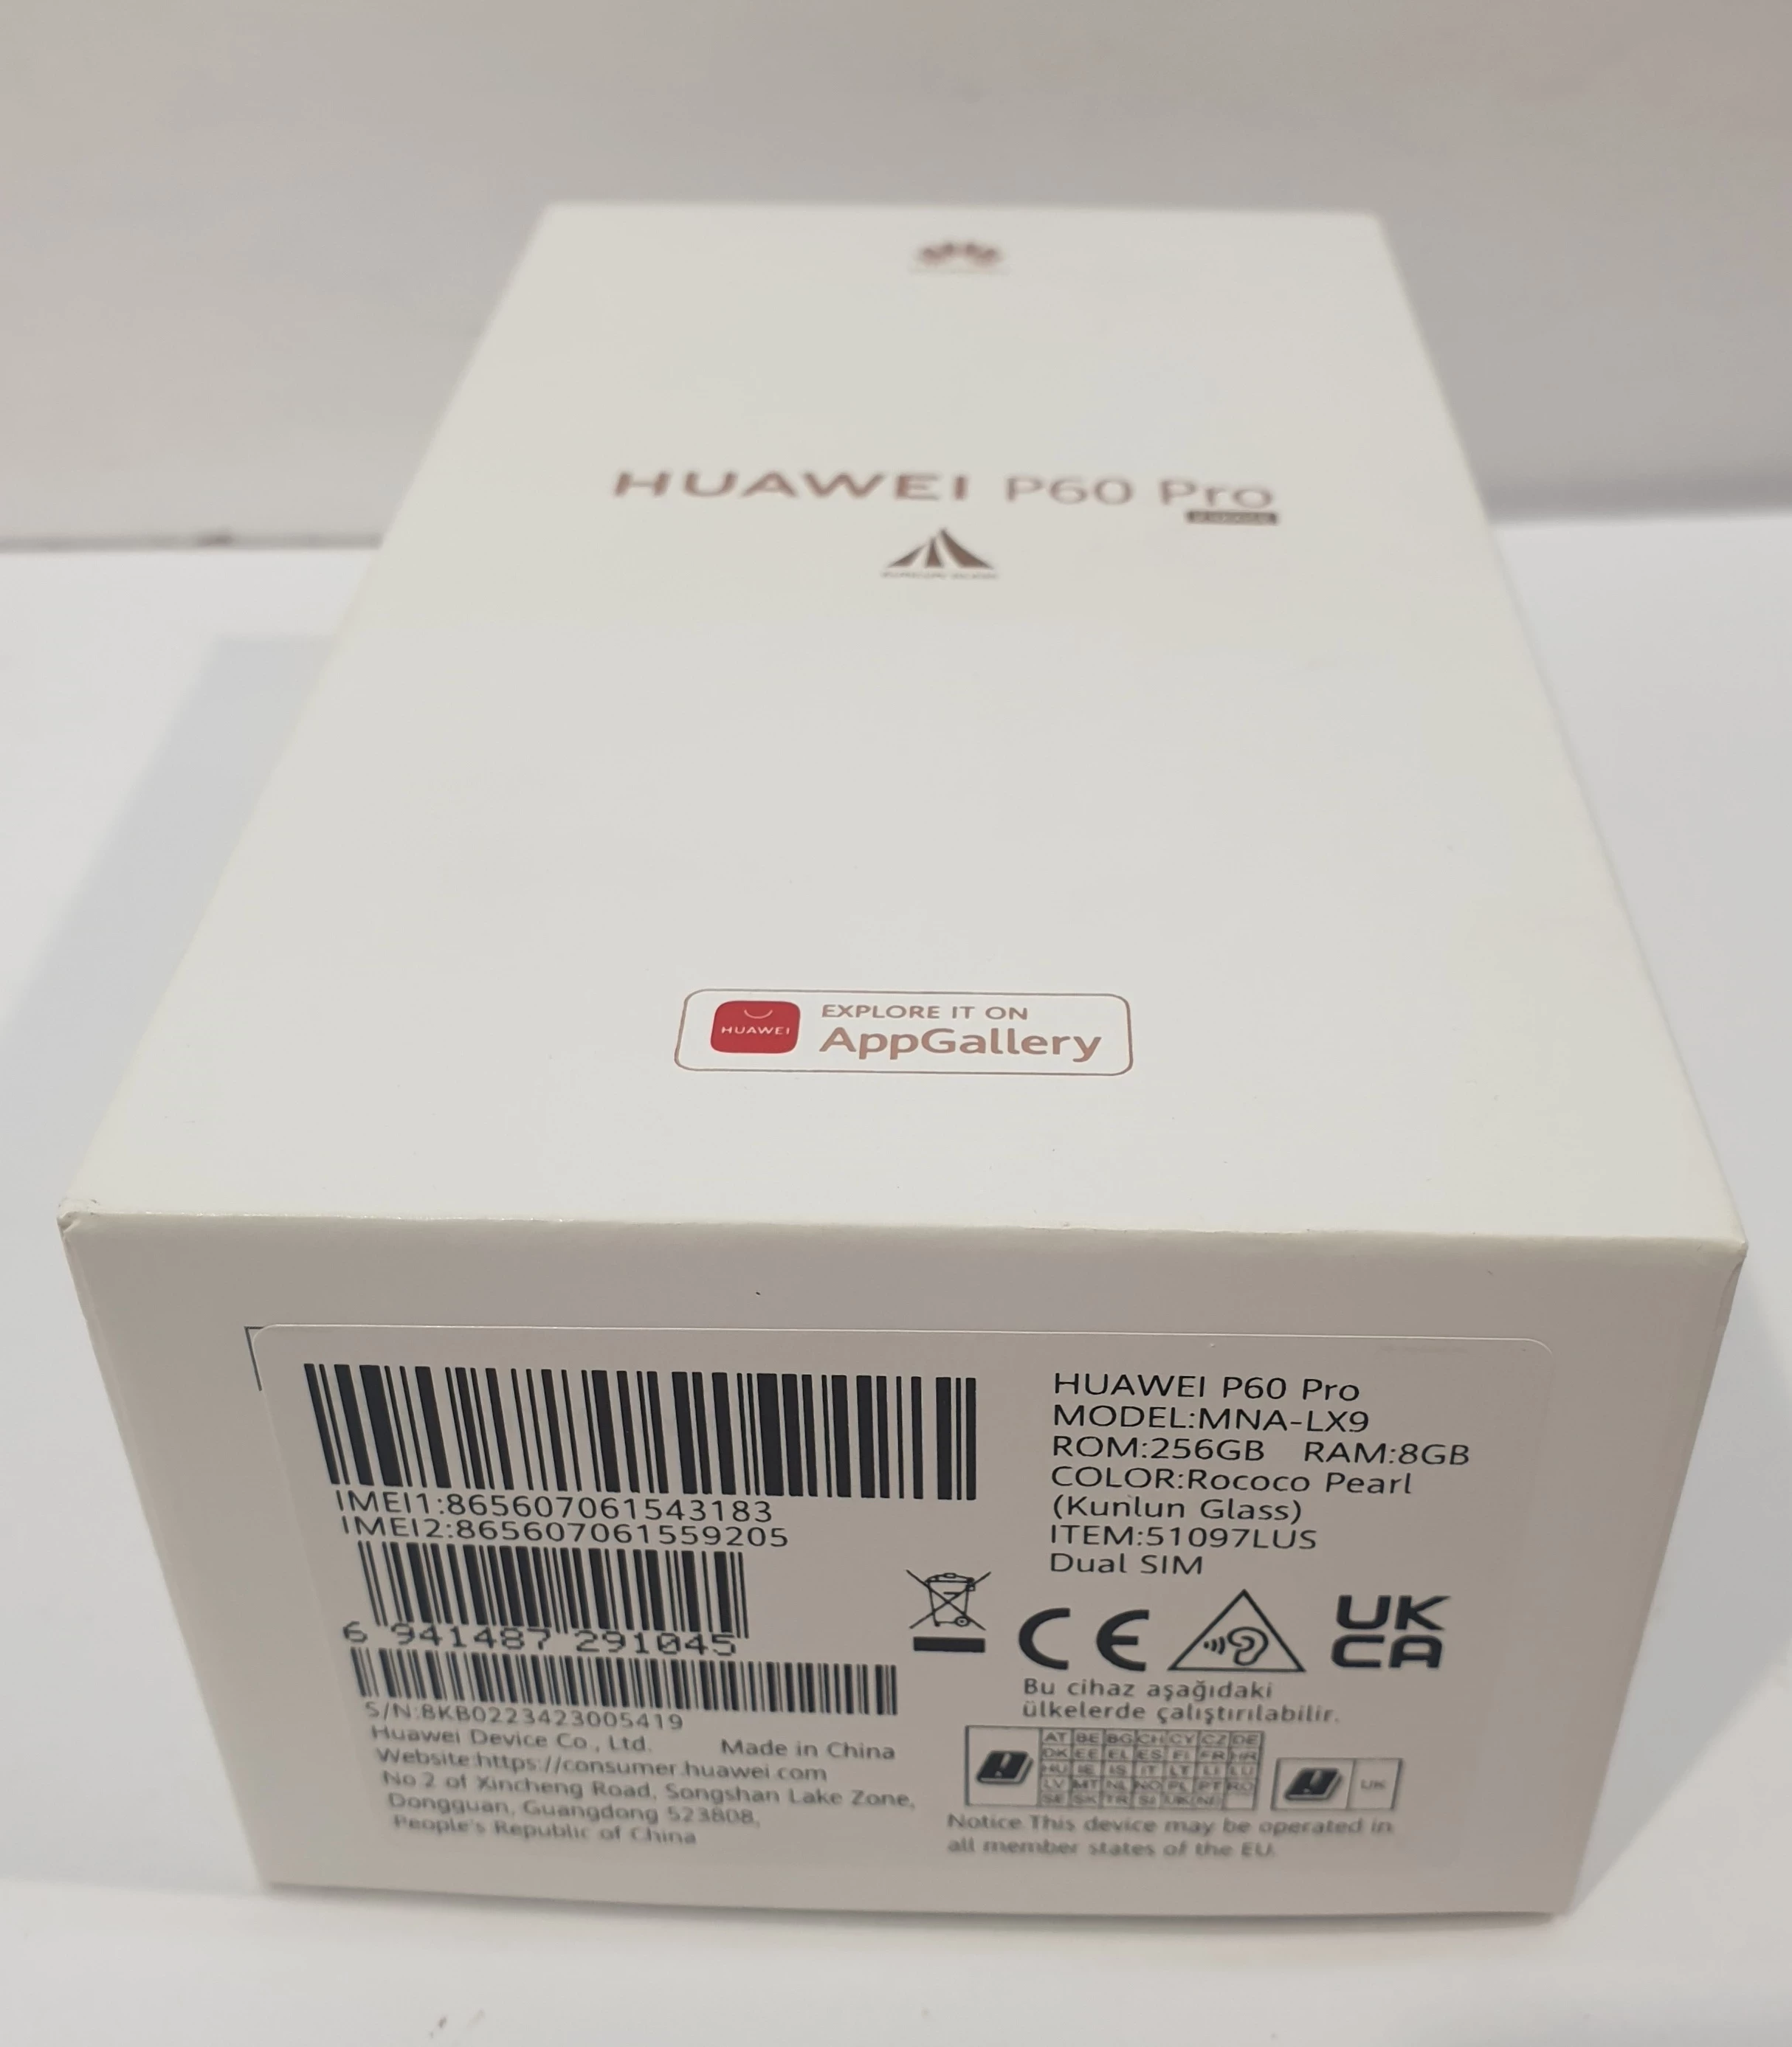 HUAWEI P60 Pro
HUAWEI
EXPLORE IT ON
AppGallery
IMEI1:865607061543183
IMEI2:865607061559205
6 941487 291045
S/N:8KB0223423005419
Huawei Device Co., Ltd. Made in China
Website:https://consumer.huawei.com
No.2 of Xincheng Road, Songshan Lake Zone,
Dongguan, Guangdong 523808,
People's Republic of China
HUAWEI P60 Pro
MODEL:MNA-LX9
ROM:256GB RAM:8GB
COLOR:Rococo Pearl
(Kunlun Glass)
ITEM:51097LUS
Dual SIM
CE
UK
CA
Bu cihaz aşağıdaki
ülkelerde çalıştırılabilir.
AT BE BG CH CY CZ DE
DK EE EL ES FI FR HR
HU IE IS IT LT LI LU
LV MT NL NO PL PT RO
SE SK TR SI UK(NI)
UK
Notice:This device may be operated in
all member states of the EU.